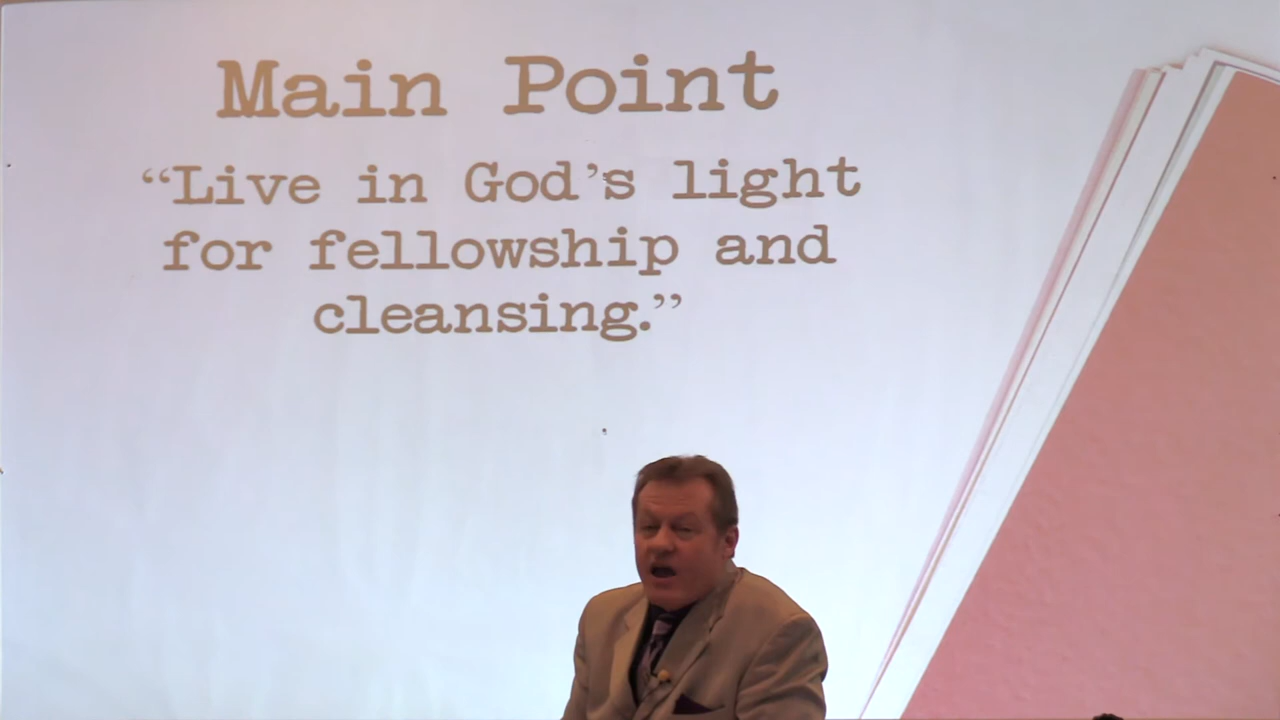 Main Point
“Live in God’s light
for fellowship and
cleansing.”